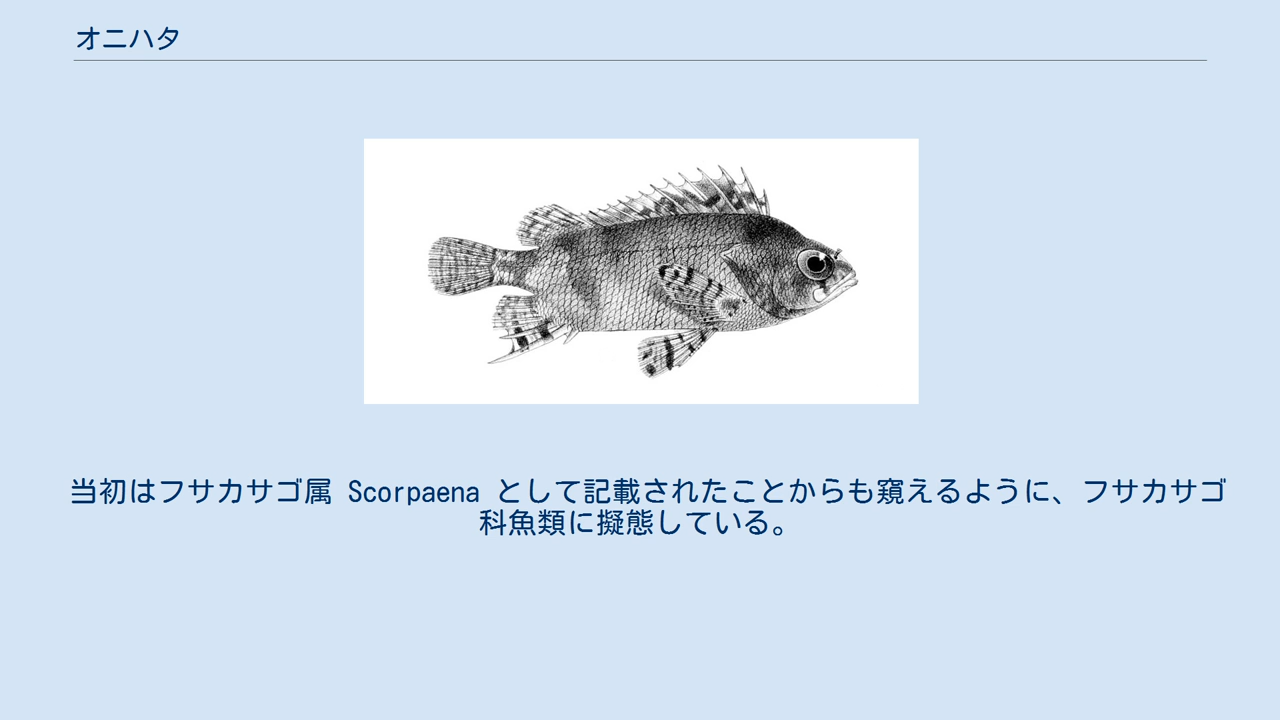 オニハタ
当初はフサカサゴ属 Scorpaena として記載されたことからも窺えるように、フサカサゴ
科魚類に擬態している。